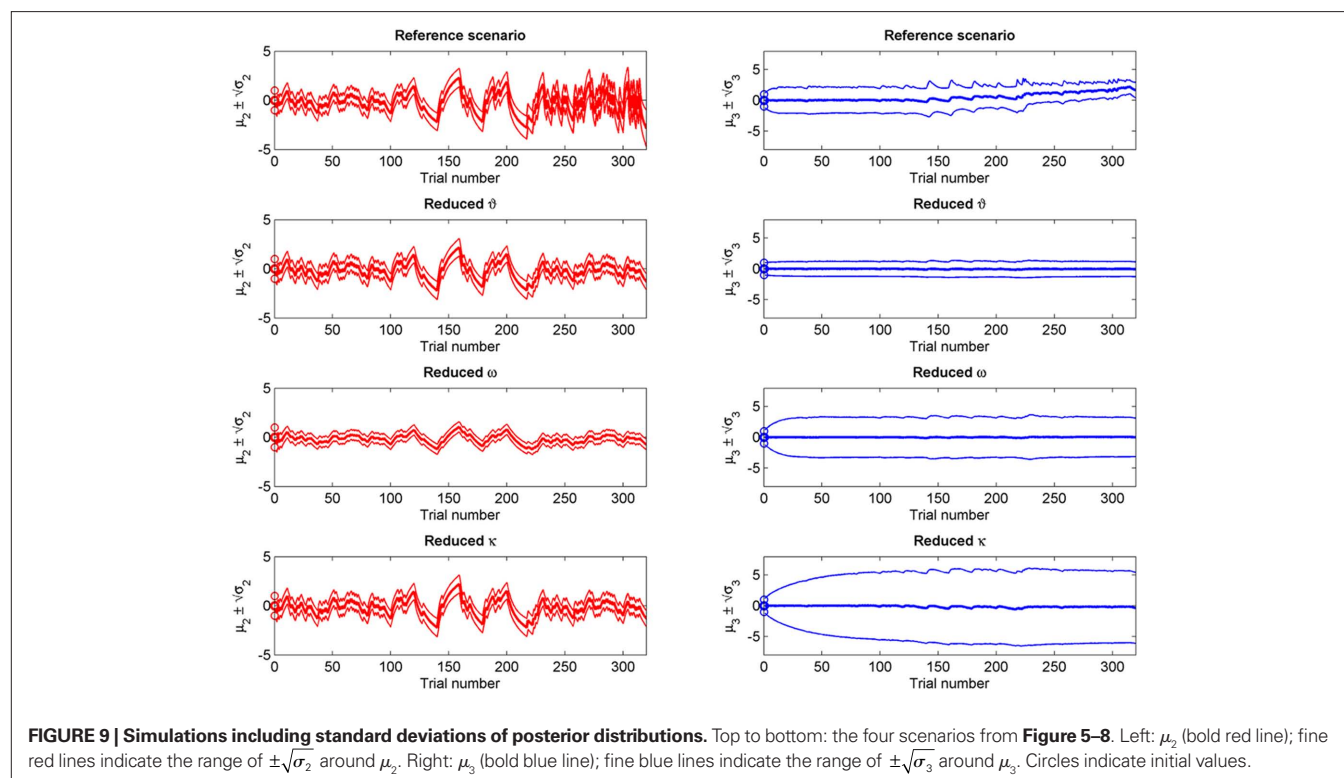 Reference scenario
5
0
-5
μ₂ ± √σ₂
0 50 100 150 200 250 300
Trial number
Reference scenario
5
0
-5
μ₃ ± √σ₃
0 50 100 150 200 250 300
Trial number
Reduced ϑ
5
0
-5
μ₂ ± √σ₂
0 50 100 150 200 250 300
Trial number
Reduced ϑ
5
0
-5
μ₃ ± √σ₃
0 50 100 150 200 250 300
Trial number
Reduced ω
5
0
-5
μ₂ ± √σ₂
0 50 100 150 200 250 300
Trial number
Reduced ω
5
0
-5
μ₃ ± √σ₃
0 50 100 150 200 250 300
Trial number
Reduced κ
5
0
-5
μ₂ ± √σ₂
0 50 100 150 200 250 300
Trial number
Reduced κ
5
0
-5
μ₃ ± √σ₃
0 50 100 150 200 250 300
Trial number
FIGURE 9 | Simulations including standard deviations of posterior distributions. Top to bottom: the four scenarios from Figure 5–8. Left: μ₂ (bold red line); fine
red lines indicate the range of ±√σ₂ around μ₂. Right: μ₃ (bold blue line); fine blue lines indicate the range of ±√σ₃ around μ₃. Circles indicate initial values.